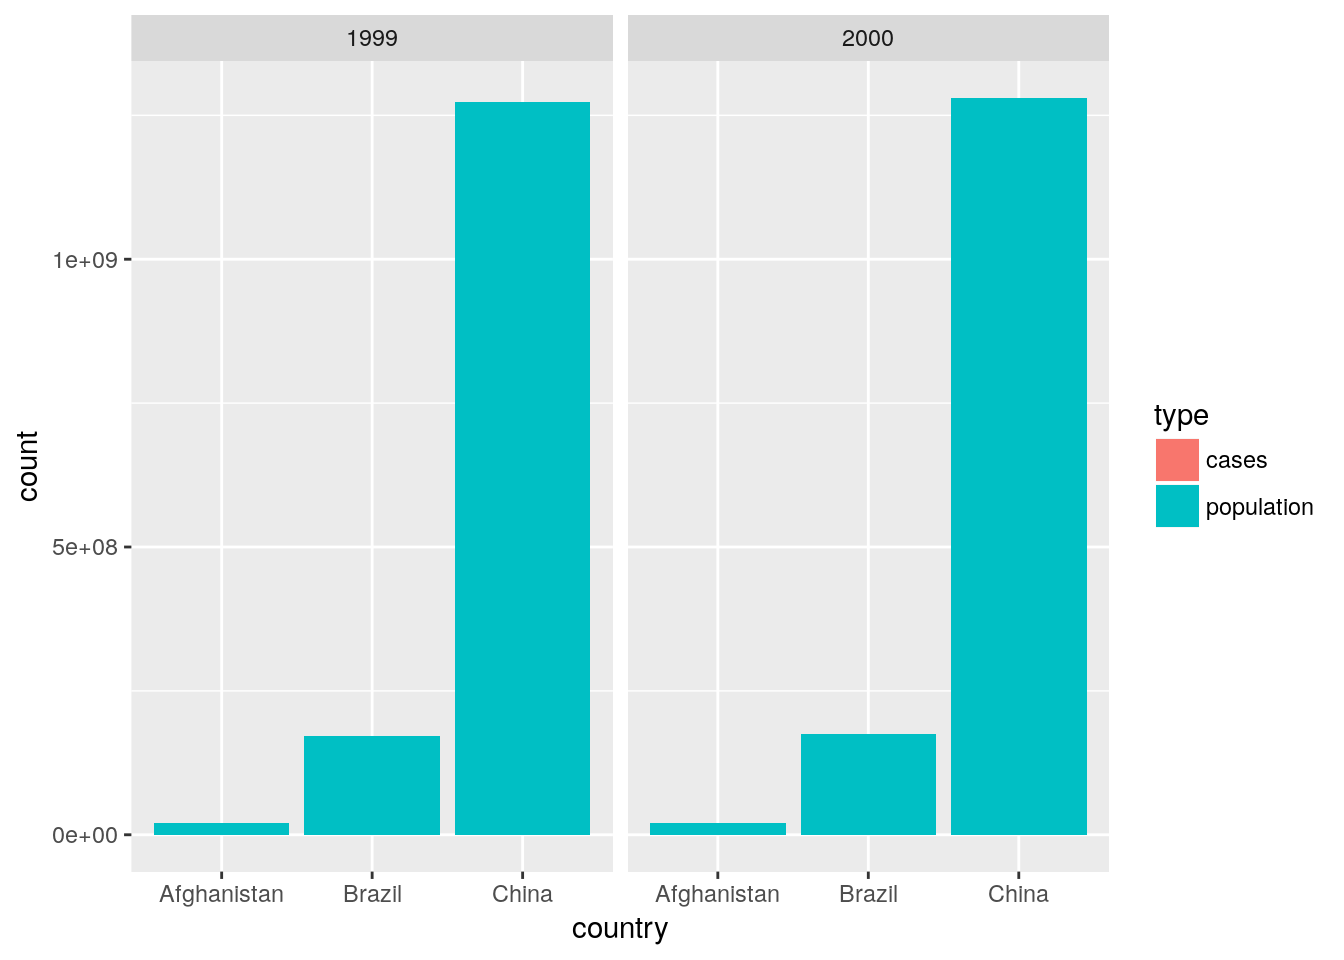 1999
2000
1e+09
5e+08
0e+00
count
Afghanistan
Brazil
China
Afghanistan
Brazil
China
country
type
cases
population